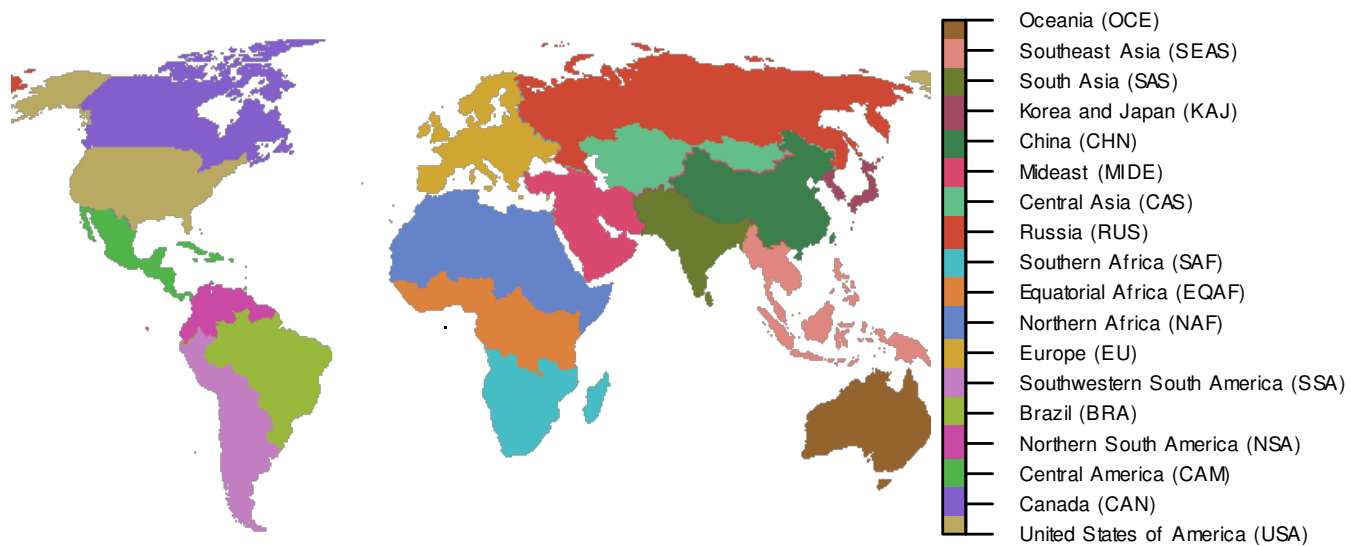 Oceania (OCE)
Southeast Asia (SEAS)
South Asia (SAS)
Korea and Japan (KAJ)
China (CHN)
Mideast (MIDE)
Central Asia (CAS)
Russia (RUS)
Southern Africa (SAF)
Equatorial Africa (EQAF)
Northern Africa (NAF)
Europe (EU)
Southwestern South America (SSA)
Brazil (BRA)
Northern South America (NSA)
Central America (CAM)
Canada (CAN)
United States of America (USA)